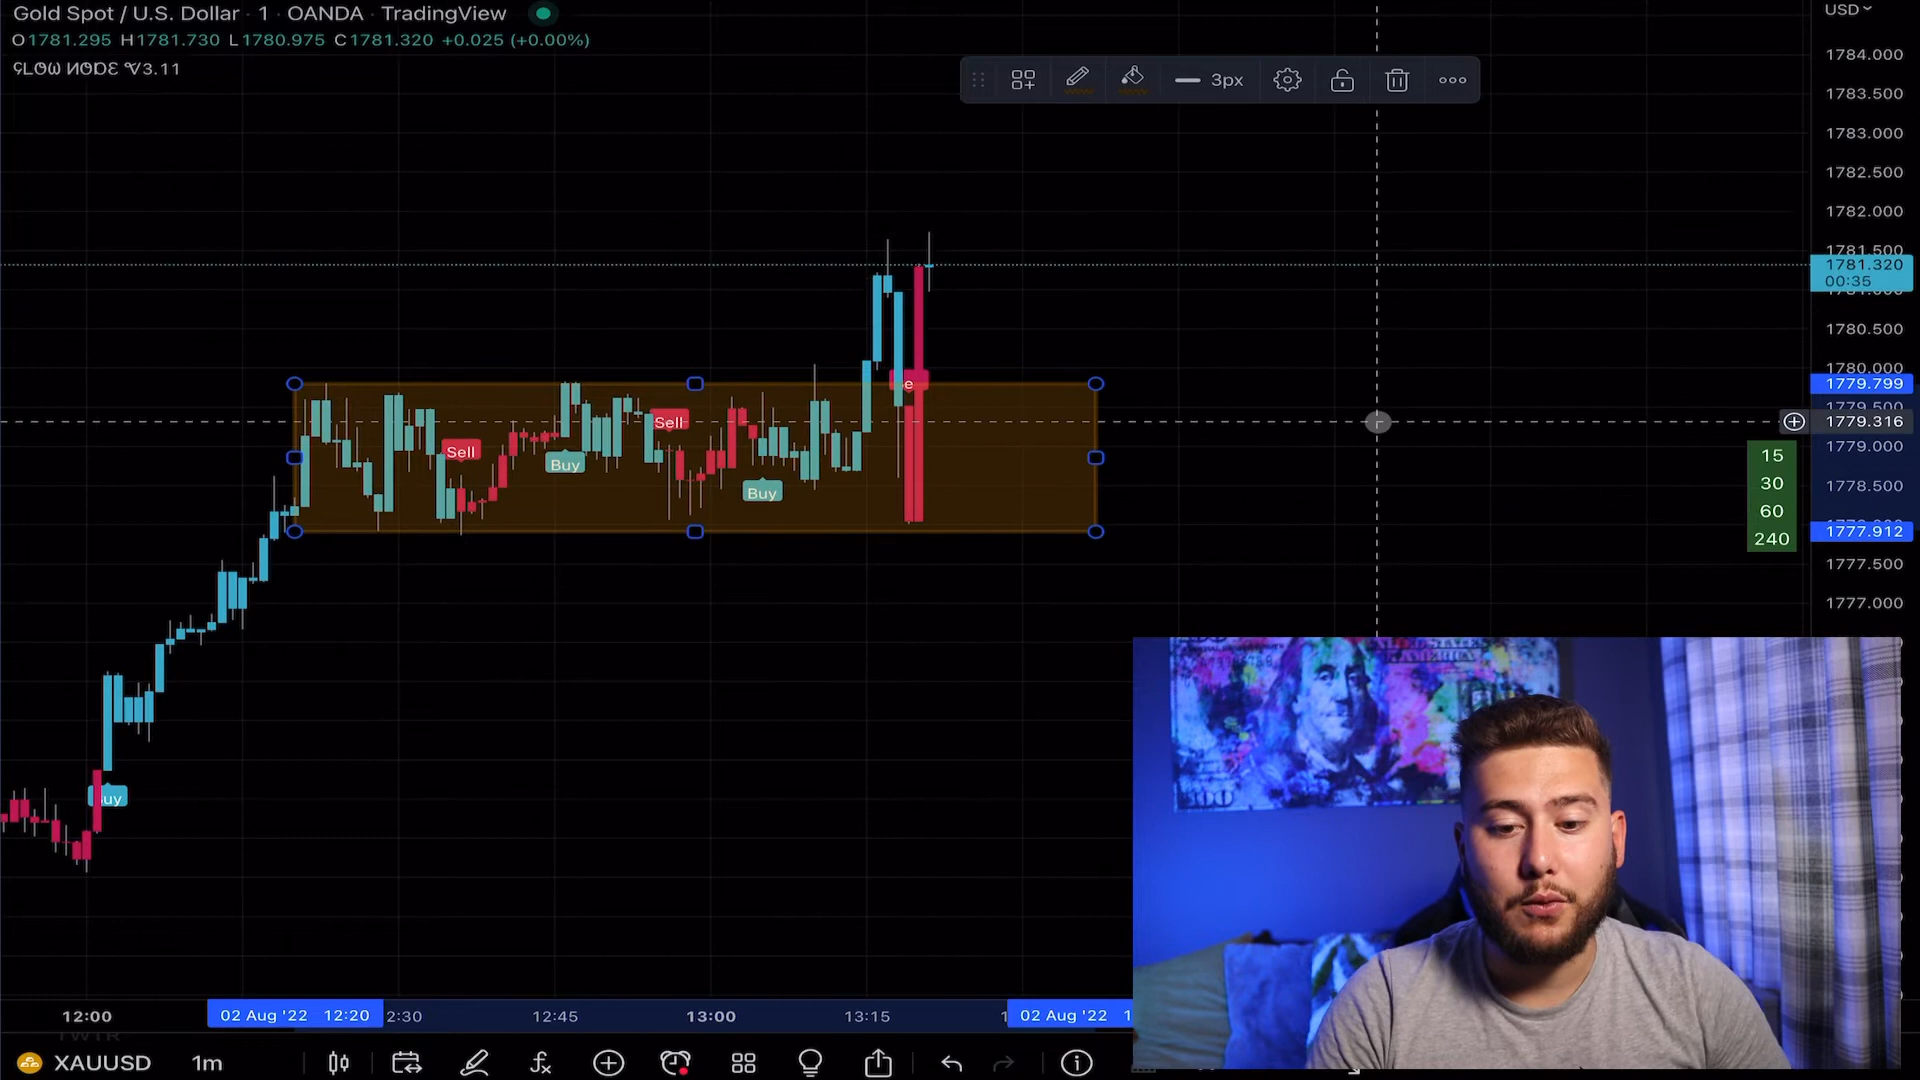 Gold Spot / U.S. Dollar · 1 · OANDA · TradingView
USD
O1781.295 H1781.730 L1780.975 C1781.320 +0.025 (+0.00%)
V3.11
3px
1784.000
1783.500
1783.000
1782.500
1782.000
1781.500
1781.320
00:35
1780.500
1780.000
1779.799
1779.316
1779.000
1778.500
1777.912
1777.500
1777.000
15
30
60
240
Sell
Sell
Buy
Buy
uy
12:00
02 Aug '22 12:20
2:30
12:45
13:00
13:15
02 Aug '22 1
XAUUSD
1m